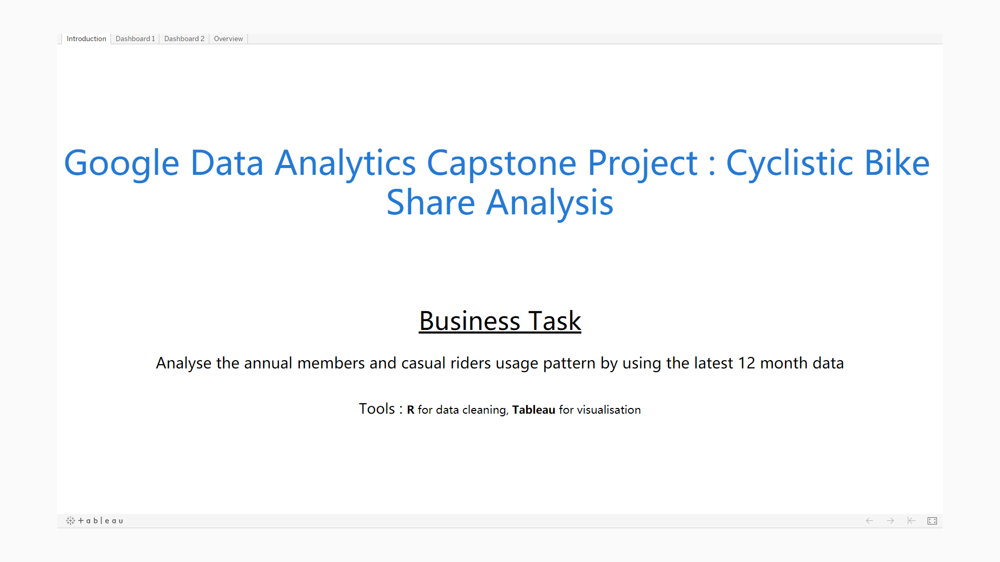 Introduction Dashboard 1 Dashboard 2 Overview
Google Data Analytics Capstone Project : Cyclistic Bike
Share Analysis
Business Task
Analyse the annual members and casual riders usage pattern by using the latest 12 month data
Tools : R for data cleaning, Tableau for visualisation
+ableau